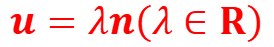 u = λn(λ ∈ R)